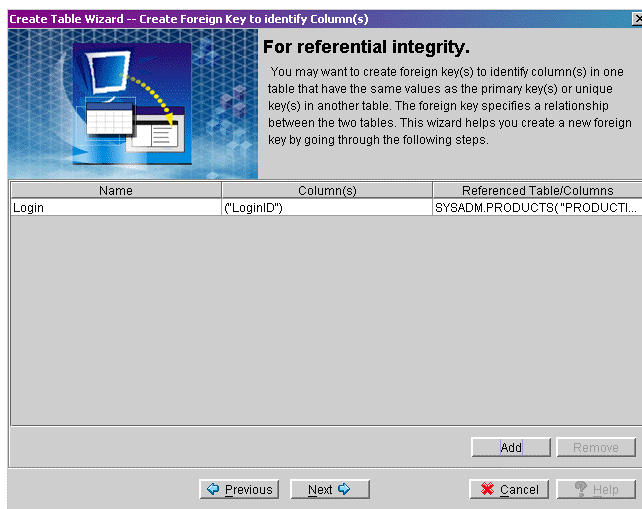 Create Table Wizard -- Create Foreign Key to identify Column(s)
For referential integrity.
You may want to create foreign key(s) to identify column(s) in one
table that have the same values as the primary key(s) or unique
key(s) in another table. The foreign key specifies a relationship
between the two tables. This wizard helps you create a new foreign
key by going through the following steps.
Name Column(s) Referenced Table/Columns
Login ("LoginID") SYSADM.PRODUCTS( "PRODUCTI...
Add Remove
Previous Next Cancel Help